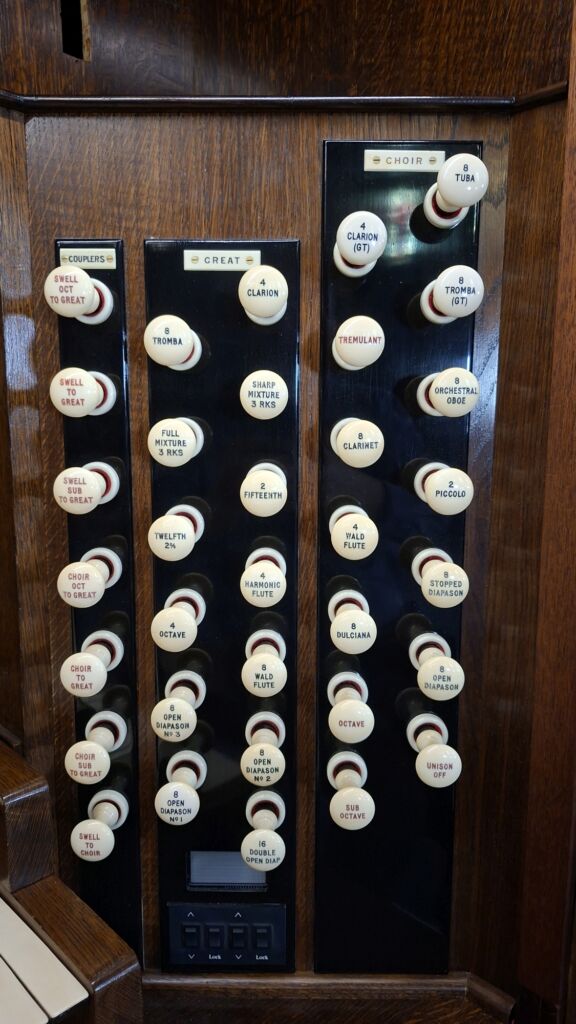 COUPLERS
SWELL
OCT
TO GREAT
SWELL
TO
GREAT
SWELL
SUB
TO GREAT
CHOIR
OCT
TO GREAT
CHOIR
TO
GREAT
CHOIR
SUB
TO GREAT
SWELL
TO
CHOIR
GREAT
4
CLARION
8
TROMBA
SHARP
MIXTURE
3 RKS
FULL
MIXTURE
3 RKS
2
FIFTEENTH
TWELFTH
2⅔
4
HARMONIC
FLUTE
4
OCTAVE
8
WALD
FLUTE
8
OPEN
DIAPASON
Nº 3
8
OPEN
DIAPASON
Nº 2
8
OPEN
DIAPASON
Nº 1
16
DOUBLE
OPEN DIAP
Lock
Lock
CHOIR
8
TUBA
4
CLARION
(GT)
8
TROMBA
(GT)
TREMULANT
8
ORCHESTRAL
OBOE
8
CLARINET
2
PICCOLO
4
WALD
FLUTE
8
STOPPED
DIAPASON
8
DULCIANA
8
OPEN
DIAPASON
OCTAVE
UNISON
OFF
SUB
OCTAVE